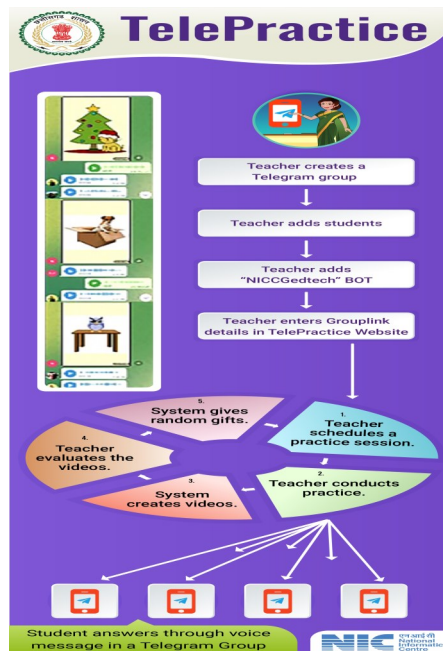 TelePractice
Teacher creates a
Telegram group
Teacher adds students
Teacher adds
"NICCGedtech" BOT
Teacher enters Grouplink
details in TelePractice Website
5.
System gives
random gifts.
1.
Teacher
schedules a
practice session.
4.
Teacher
evaluates the
videos.
3.
System
creates videos.
2.
Teacher conducts
practice.
Student answers through voice
message in a Telegram Group
NIC
एन आई सी
National
Informatics
Centre